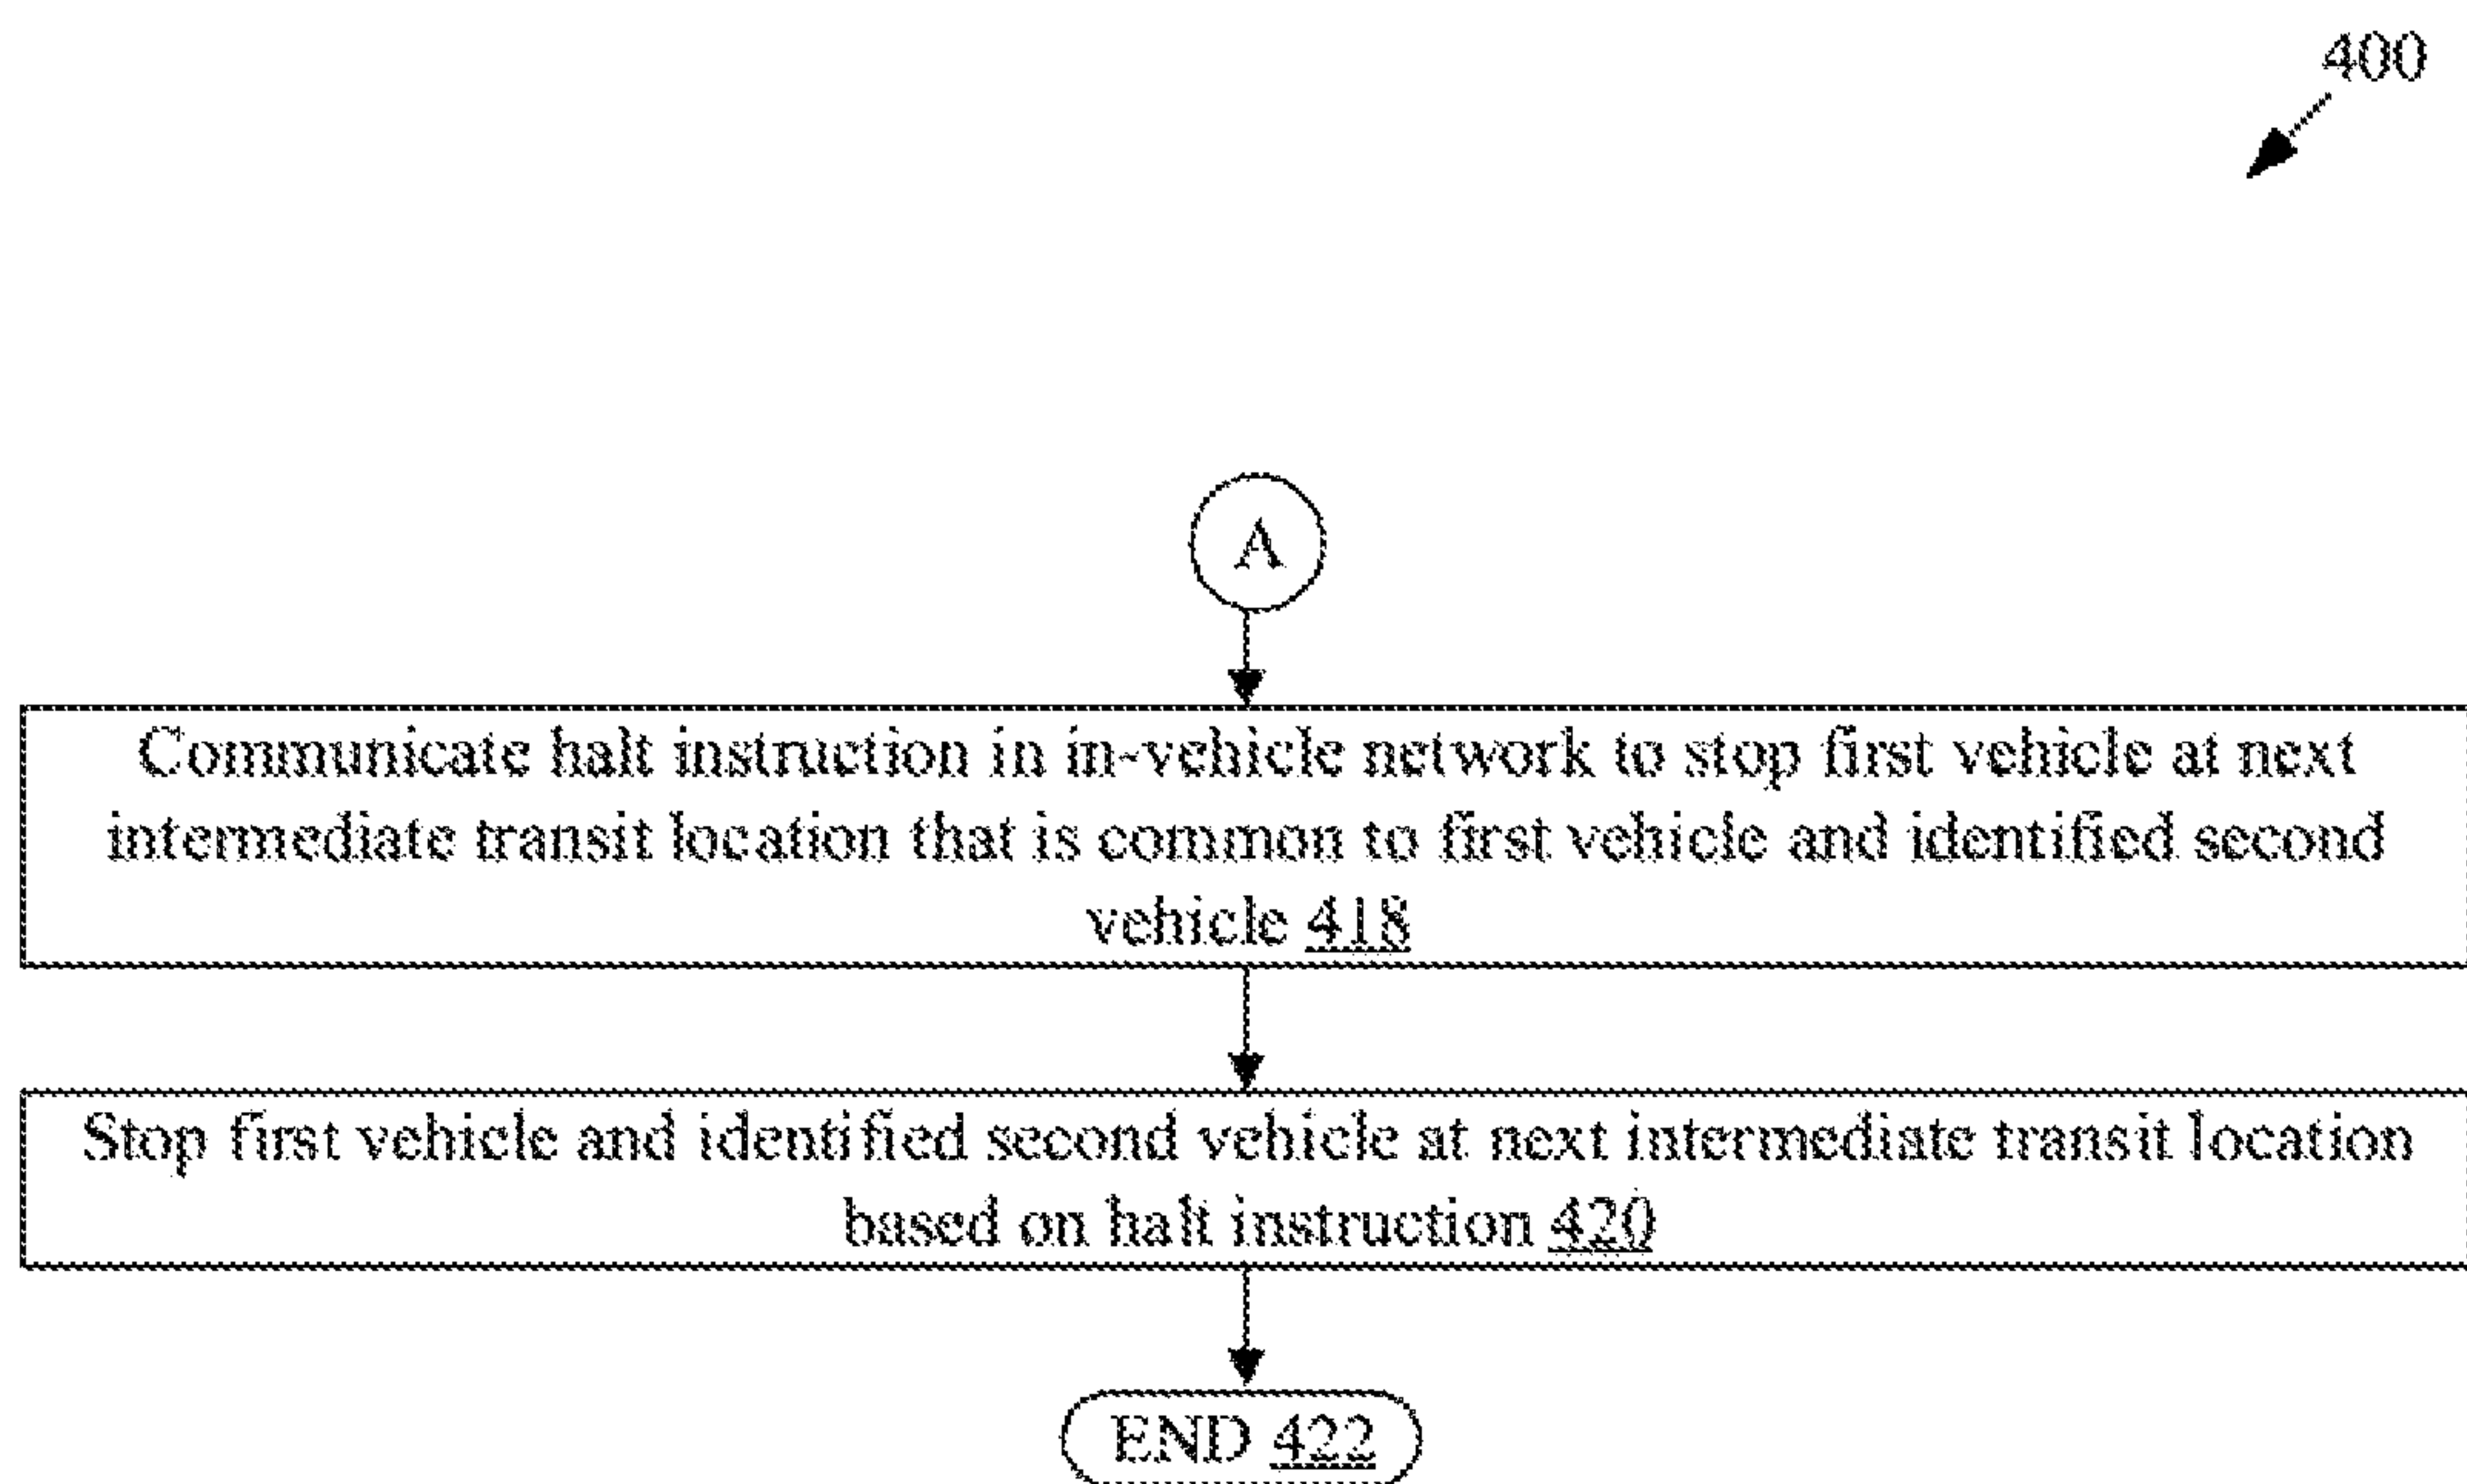 400
A
Communicate halt instruction in in-vehicle network to stop first vehicle at next
intermediate transit location that is common to first vehicle and identified second
vehicle 418
Stop first vehicle and identified second vehicle at next intermediate transit location
based on halt instruction 420
END 422